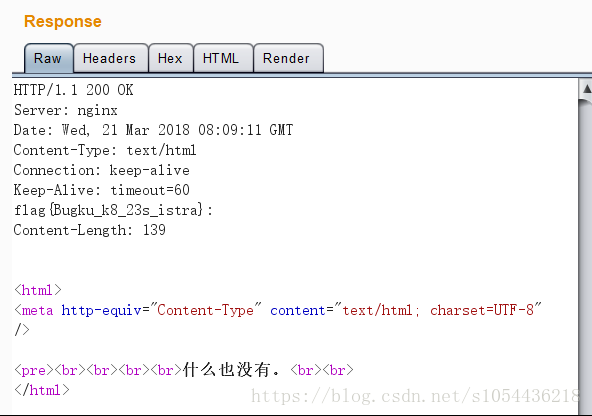 Response
Raw Headers Hex HTML Render
HTTP/1.1 200 OK
Server: nginx
Date: Wed, 21 Mar 2018 08:09:11 GMT
Content-Type: text/html
Connection: keep-alive
Keep-Alive: timeout=60
flag{Bugku_k8_23s_istra}:
Content-Length: 139
<html>
<meta http-equiv="Content-Type" content="text/html; charset=UTF-8"
/>
<pre><br><br><br><br>什么也没有。<br><br>
</html>
https://blog.csdn.net/s1054436218